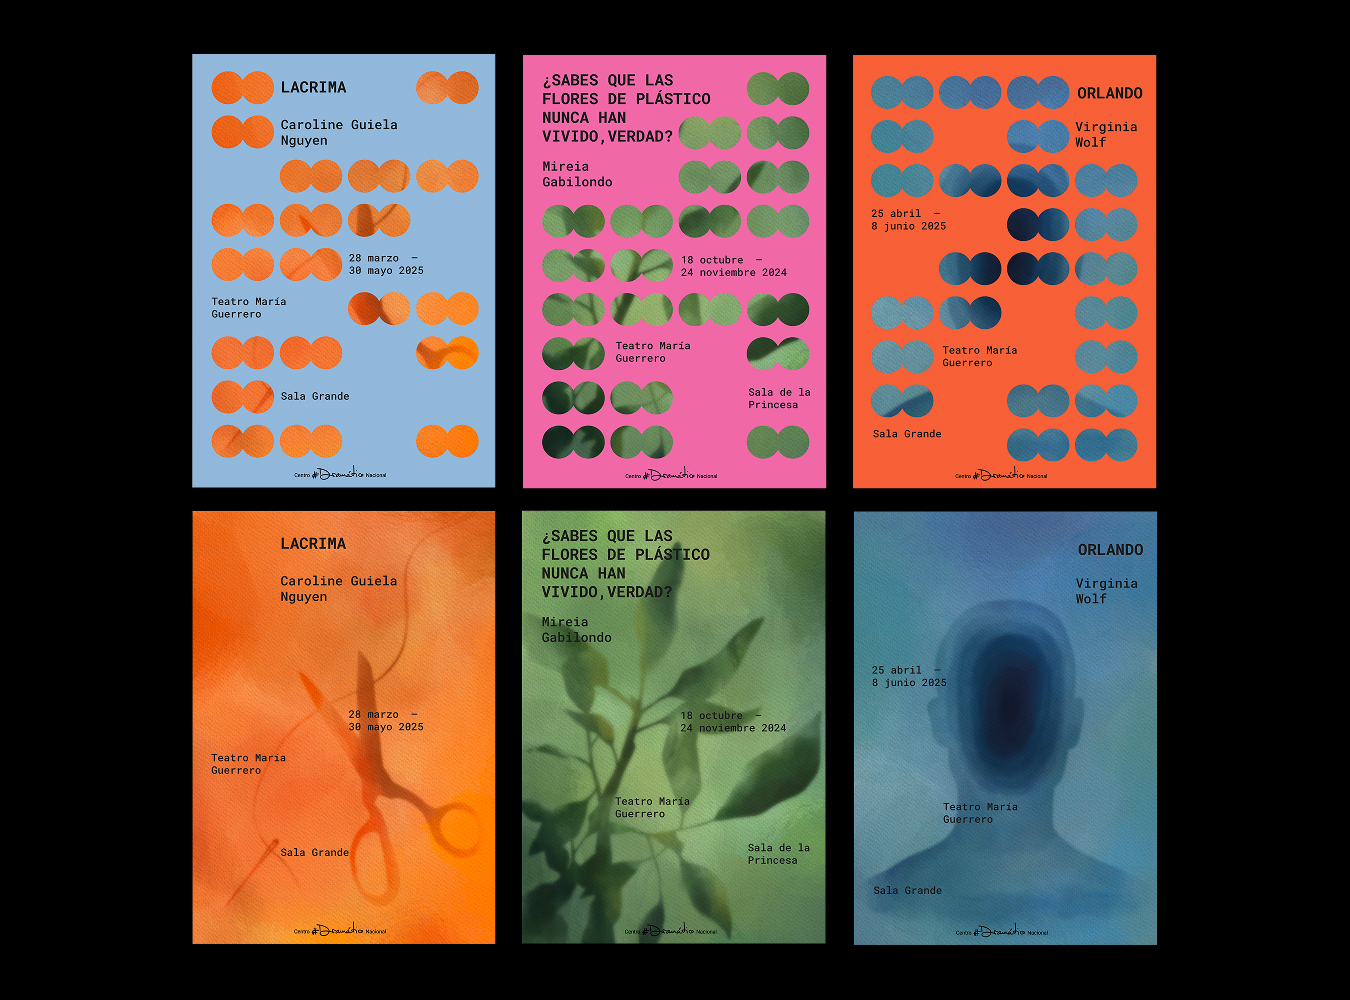 LACRIMA
Caroline Guiela
Nguyen
28 marzo –
30 mayo 2025
Teatro María
Guerrero
Sala Grande
Centro #Dramático Nacional
¿SABES QUE LAS
FLORES DE PLÁSTICO
NUNCA HAN
VIVIDO,VERDAD?
Mireia
Gabilondo
18 octubre –
24 noviembre 2024
Teatro María
Guerrero
Sala de la
Princesa
Centro #Dramático Nacional
ORLANDO
Virginia
Wolf
25 abril –
8 junio 2025
Teatro María
Guerrero
Sala Grande
Centro #Dramático Nacional
LACRIMA
Caroline Guiela
Nguyen
28 marzo –
30 mayo 2025
Teatro María
Guerrero
Sala Grande
Centro #Dramático Nacional
¿SABES QUE LAS
FLORES DE PLÁSTICO
NUNCA HAN
VIVIDO,VERDAD?
Mireia
Gabilondo
18 octubre –
24 noviembre 2024
Teatro María
Guerrero
Sala de la
Princesa
Centro #Dramático Nacional
ORLANDO
Virginia
Wolf
25 abril –
8 junio 2025
Teatro María
Guerrero
Sala Grande
Centro #Dramático Nacional